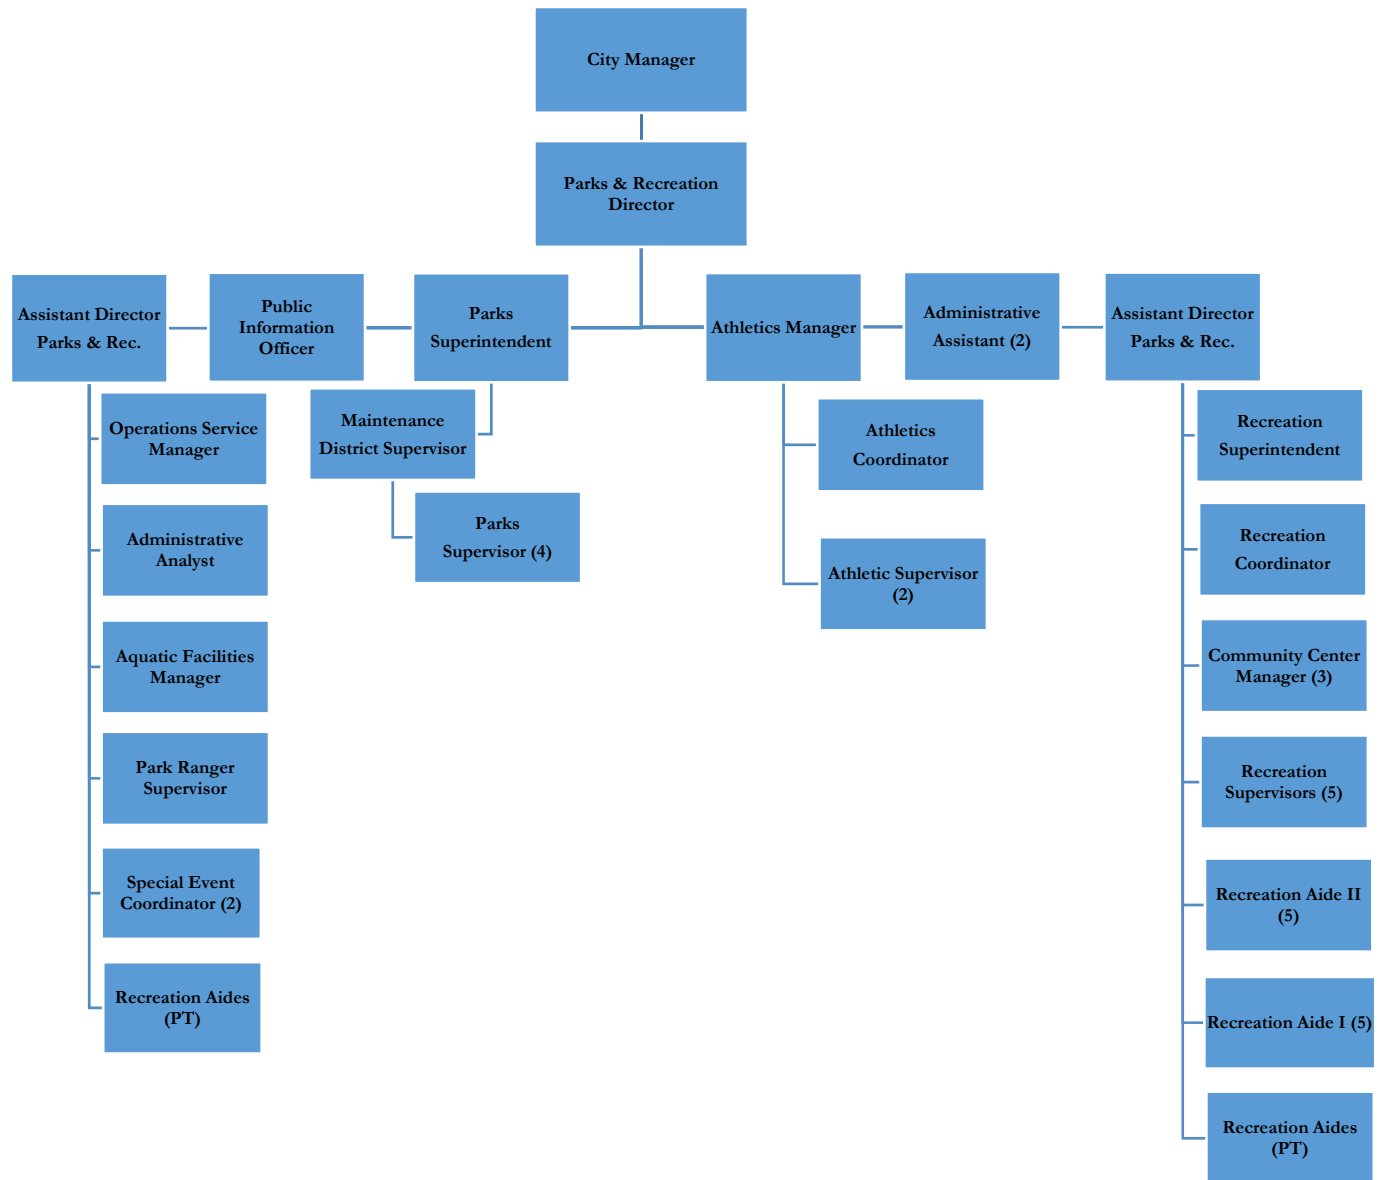 City Manager
Parks & Recreation
Director
Assistant Director
Parks & Rec.
Public
Information
Officer
Parks
Superintendent
Athletics Manager
Administrative
Assistant (2)
Assistant Director
Parks & Rec.
Operations Service
Manager
Administrative
Analyst
Aquatic Facilities
Manager
Park Ranger
Supervisor
Special Event
Coordinator (2)
Recreation Aides
(PT)
Maintenance
District Supervisor
Parks
Supervisor (4)
Athletics
Coordinator
Athletic Supervisor
(2)
Recreation
Superintendent
Recreation
Coordinator
Community Center
Manager (3)
Recreation
Supervisors (5)
Recreation Aide II
(5)
Recreation Aide I (5)
Recreation Aides
(PT)